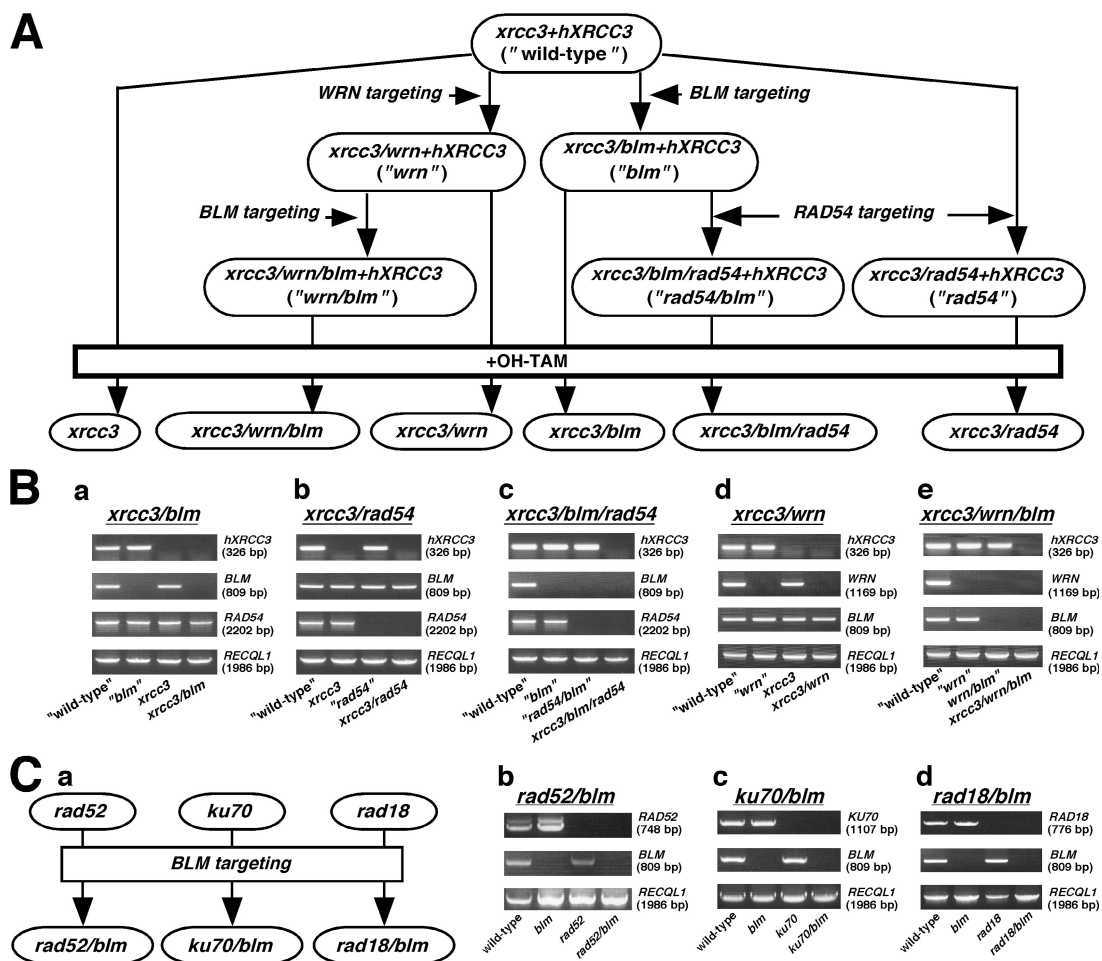 A
xrcc3+hXRCC3
("wild-type")
WRN targeting
BLM targeting
xrcc3/wrn+hXRCC3
("wrn")
xrcc3/blm+hXRCC3
("blm")
BLM targeting
RAD54 targeting
xrcc3/wrn/blm+hXRCC3
("wrn/blm")
xrcc3/blm/rad54+hXRCC3
("rad54/blm")
xrcc3/rad54+hXRCC3
("rad54")
+OH-TAM
xrcc3
xrcc3/wrn/blm
xrcc3/wrn
xrcc3/blm
xrcc3/blm/rad54
xrcc3/rad54
B
a
xrcc3/blm
hXRCC3
(326 bp)
BLM
(809 bp)
RAD54
(2202 bp)
RECQL1
(1986 bp)
"wild-type"
"blm"
xrcc3
xrcc3/blm
b
xrcc3/rad54
hXRCC3
(326 bp)
BLM
(809 bp)
RAD54
(2202 bp)
RECQL1
(1986 bp)
"wild-type"
xrcc3
"rad54"
xrcc3/rad54
c
xrcc3/blm/rad54
hXRCC3
(326 bp)
BLM
(809 bp)
RAD54
(2202 bp)
RECQL1
(1986 bp)
"wild-type"
"blm"
"rad54/blm"
xrcc3/blm/rad54
d
xrcc3/wrn
hXRCC3
(326 bp)
WRN
(1169 bp)
BLM
(809 bp)
RECQL1
(1986 bp)
"wild-type"
"wrn"
xrcc3
xrcc3/wrn
e
xrcc3/wrn/blm
hXRCC3
(326 bp)
WRN
(1169 bp)
BLM
(809 bp)
RECQL1
(1986 bp)
"wild-type"
"wrn"
wrn/blm"
xrcc3/wrn/blm
C
a
rad52
ku70
rad18
BLM targeting
rad52/blm
ku70/blm
rad18/blm
b
rad52/blm
RAD52
(748 bp)
BLM
(809 bp)
RECQL1
(1986 bp)
wild-type
blm
rad52
rad52/blm
c
ku70/blm
KU70
(1107 bp)
BLM
(809 bp)
RECQL1
(1986 bp)
wild-type
blm
ku70
ku70/blm
d
rad18/blm
RAD18
(776 bp)
BLM
(809 bp)
RECQL1
(1986 bp)
wild-type
blm
rad18
rad18/blm